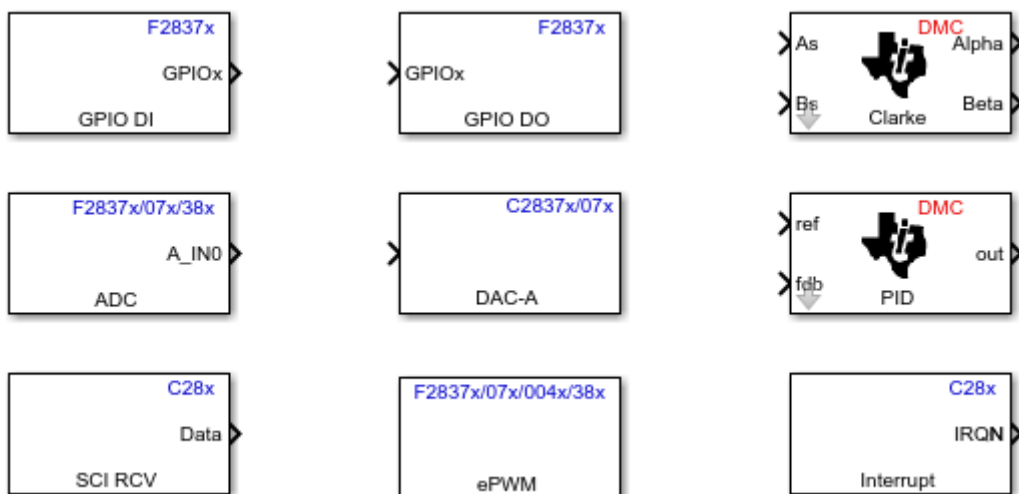 F2837x
GPIOx
GPIO DI
F2837x
GPIOx
GPIO DO
DMC
As
Alpha
Bs
Beta
Clarke
F2837x/07x/38x
A_IN0
ADC
C2837x/07x
DAC-A
DMC
ref
out
fdb
PID
C28x
Data
SCI RCV
F2837x/07x/004x/38x
ePWM
C28x
IRQN
Interrupt